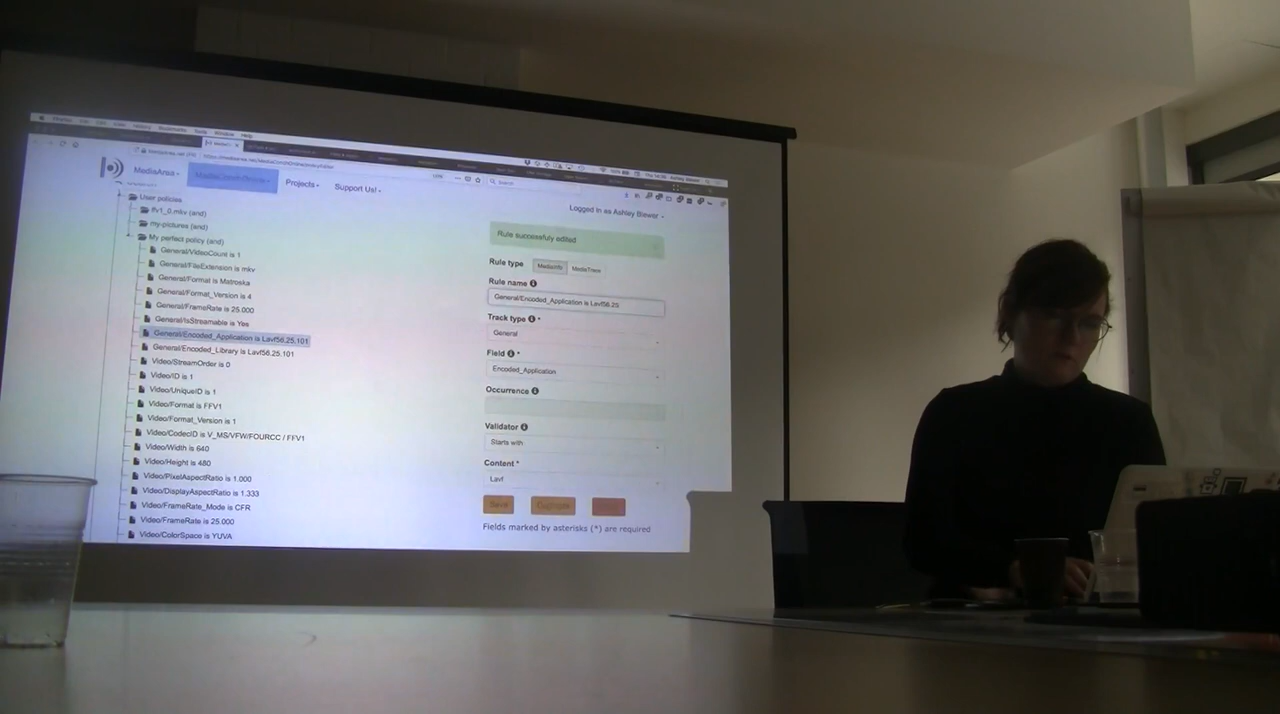 Bookmarks Tools Window Help
MediaArea
MediaConchOnline
Projects
Support Us!
Search
Logged in as Ashley Blewer
User policies
ffv1_0.mkv (and)
my-pictures (and)
My perfect policy (and)
General/VideoCount is 1
General/FileExtension is mkv
General/Format is Matroska
General/Format_Version is 4
General/FrameRate is 25.000
General/IsStreamable is Yes
General/Encoded_Application is Lavf56.25.101
General/Encoded_Library is Lavf56.25.101
Video/StreamOrder is 0
Video/ID is 1
Video/UniqueID is 1
Video/Format is FFV1
Video/Format_Version is 1
Video/CodecID is V_MS/VFW/FOURCC / FFV1
Video/Width is 640
Video/Height is 480
Video/PixelAspectRatio is 1.000
Video/DisplayAspectRatio is 1.333
Video/FrameRate_Mode is CFR
Video/FrameRate is 25.000
Video/ColorSpace is YUVA
Rule successfuly edited
Rule type MediaInfo MediaTrace
Rule name
General/Encoded_Application is Lavf56.25
Track type *
General
Field *
Encoded_Application
Occurrence
Validator
Starts with
Content *
Lavf
Save Duplicate
Fields marked by asterisks (*) are required